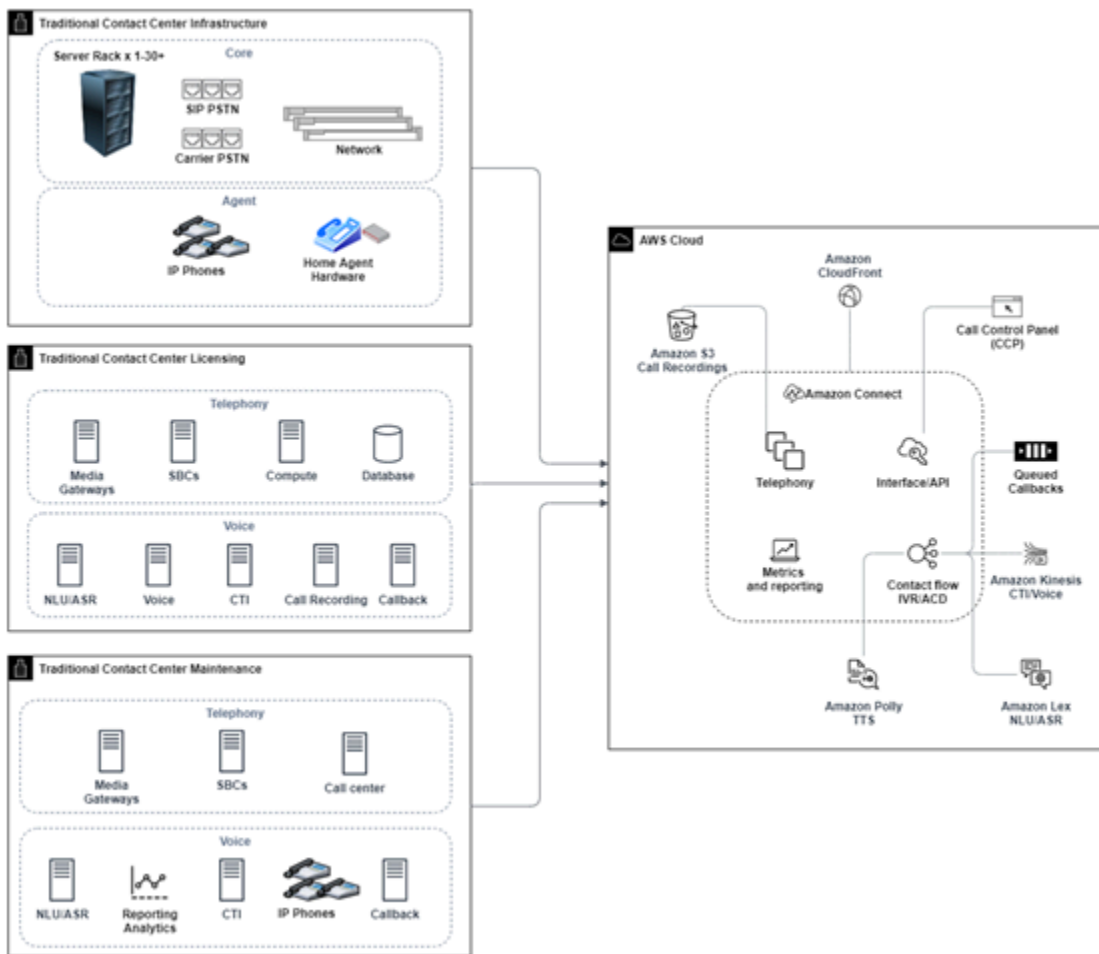 Traditional Contact Center Infrastructure
Core
Server Rack x 1-30+
SIP PSTN
Carrier PSTN
Network
Agent
IP Phones
Home Agent
Hardware
Traditional Contact Center Licensing
Telephony
Media
Gateways
SBCs
Compute
Database
Voice
NLU/ASR
Voice
CTI
Call Recording
Callback
Traditional Contact Center Maintenance
Telephony
Media
Gateways
SBCs
Call center
Voice
NLU/ASR
Reporting
Analytics
CTI
IP Phones
Callback
AWS Cloud
Amazon
CloudFront
Amazon S3
Call Recordings
Call Control Panel
(CCP)
Amazon Connect
Telephony
Interface/API
Queued
Callbacks
Metrics
and reporting
Contact flow
IVR/ACD
Amazon Kinesis
CTI/Voice
Amazon Polly
TTS
Amazon Lex
NLU/ASR